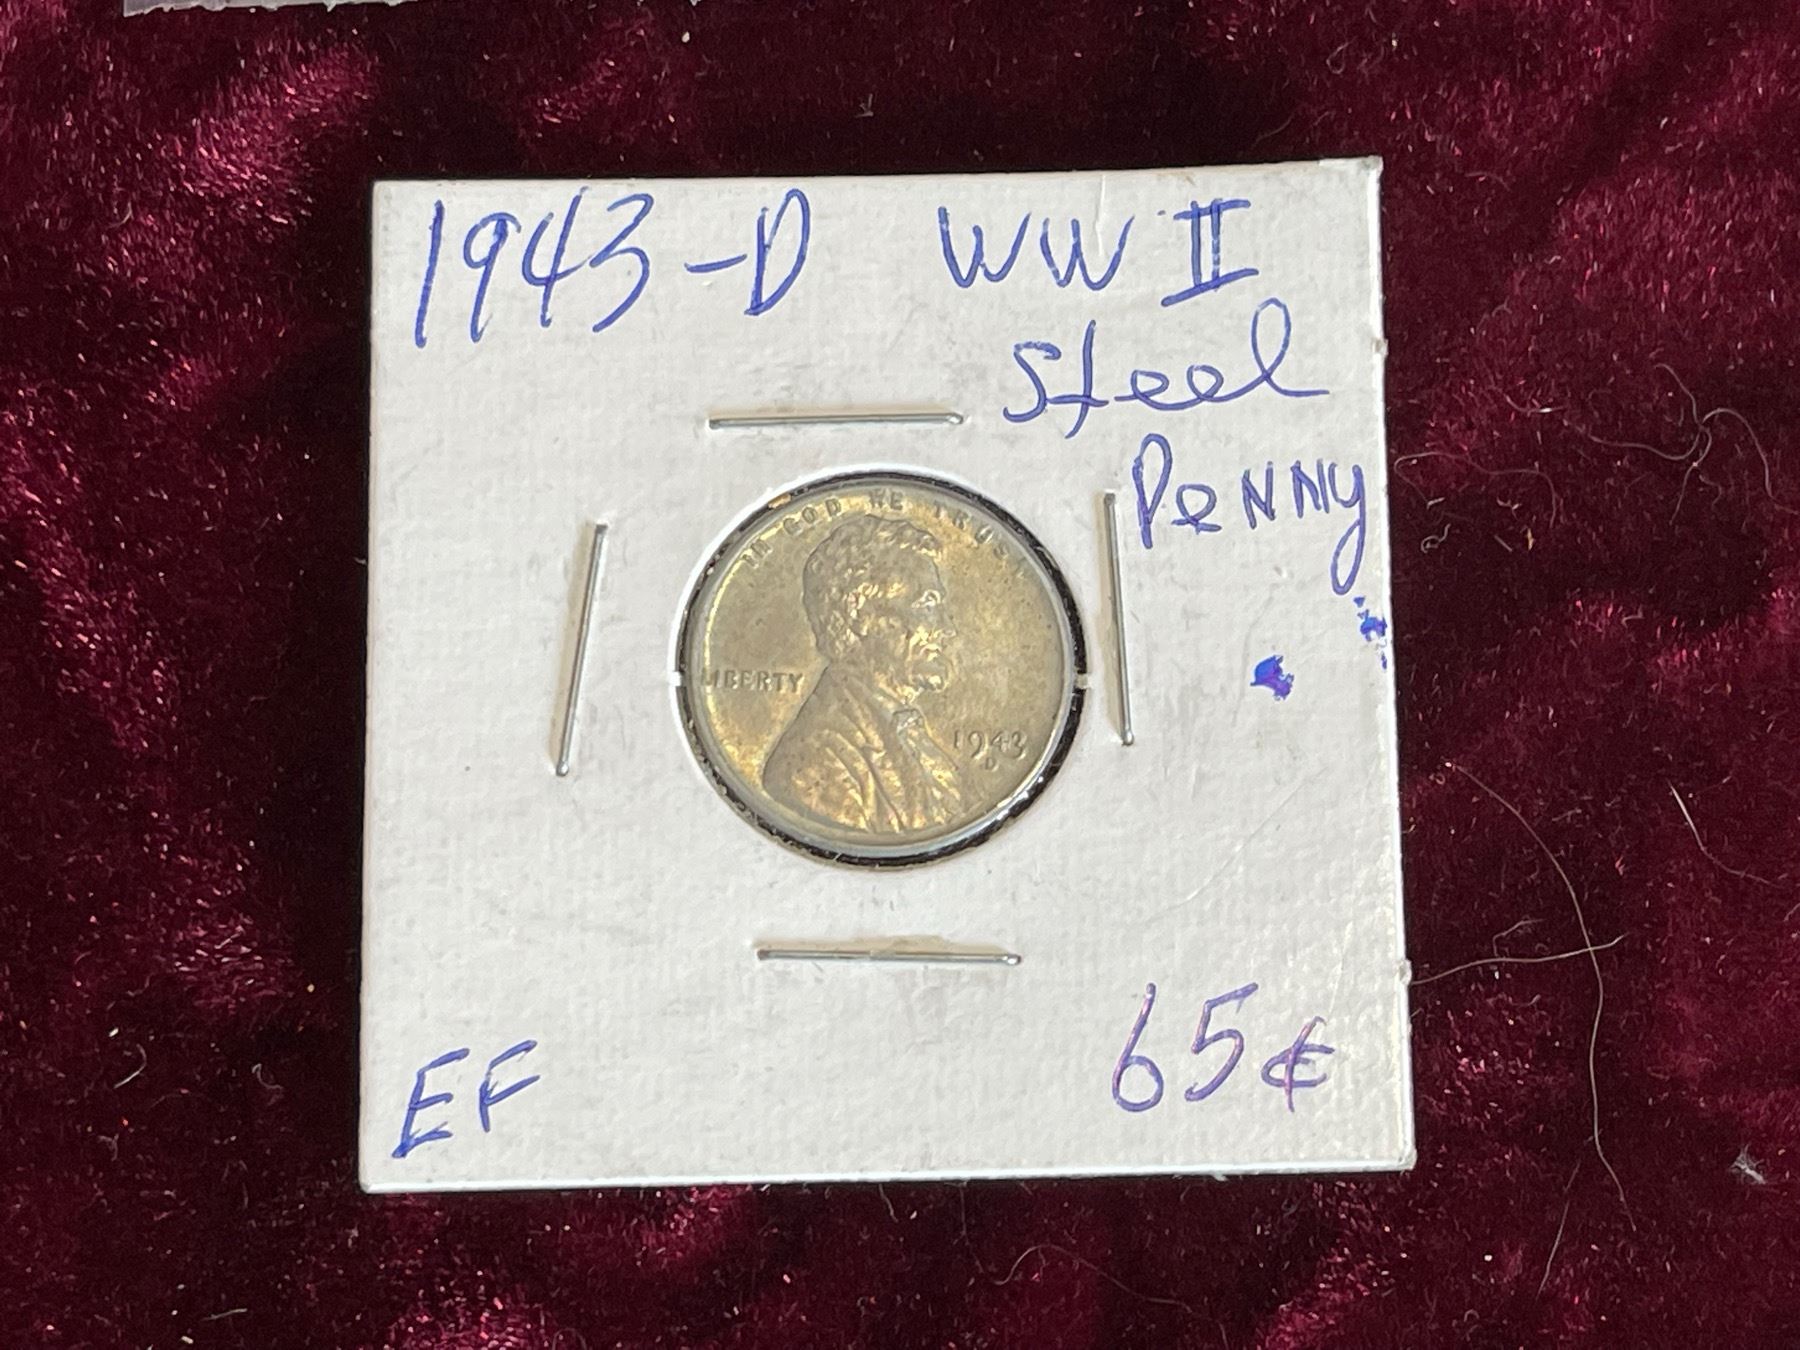 1943-D WW II
Steel
Penny
IN GOD WE TRUST
LIBERTY
1943
D
EF
65¢